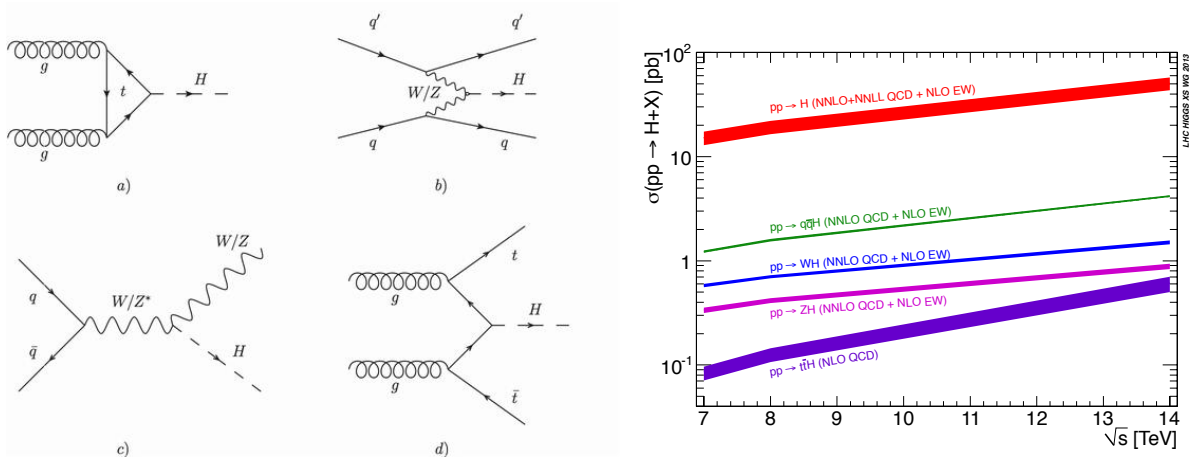 g
t
H
g
a)
q′
q′
W/Z
H
q
q
b)
W/Z
q
W/Z*
q̄
H
c)
t
g
H
g
t̄
d)
σ(pp → H+X) [pb]
10²
10
1
10⁻¹
pp → H (NNLO+NNLL QCD + NLO EW)
pp → qq̄H (NNLO QCD + NLO EW)
pp → WH (NNLO QCD + NLO EW)
pp → ZH (NNLO QCD + NLO EW)
pp → tt̄H (NLO QCD)
7 8 9 10 11 12 13 14
√s [TeV]
LHC HIGGS XS WG 2013